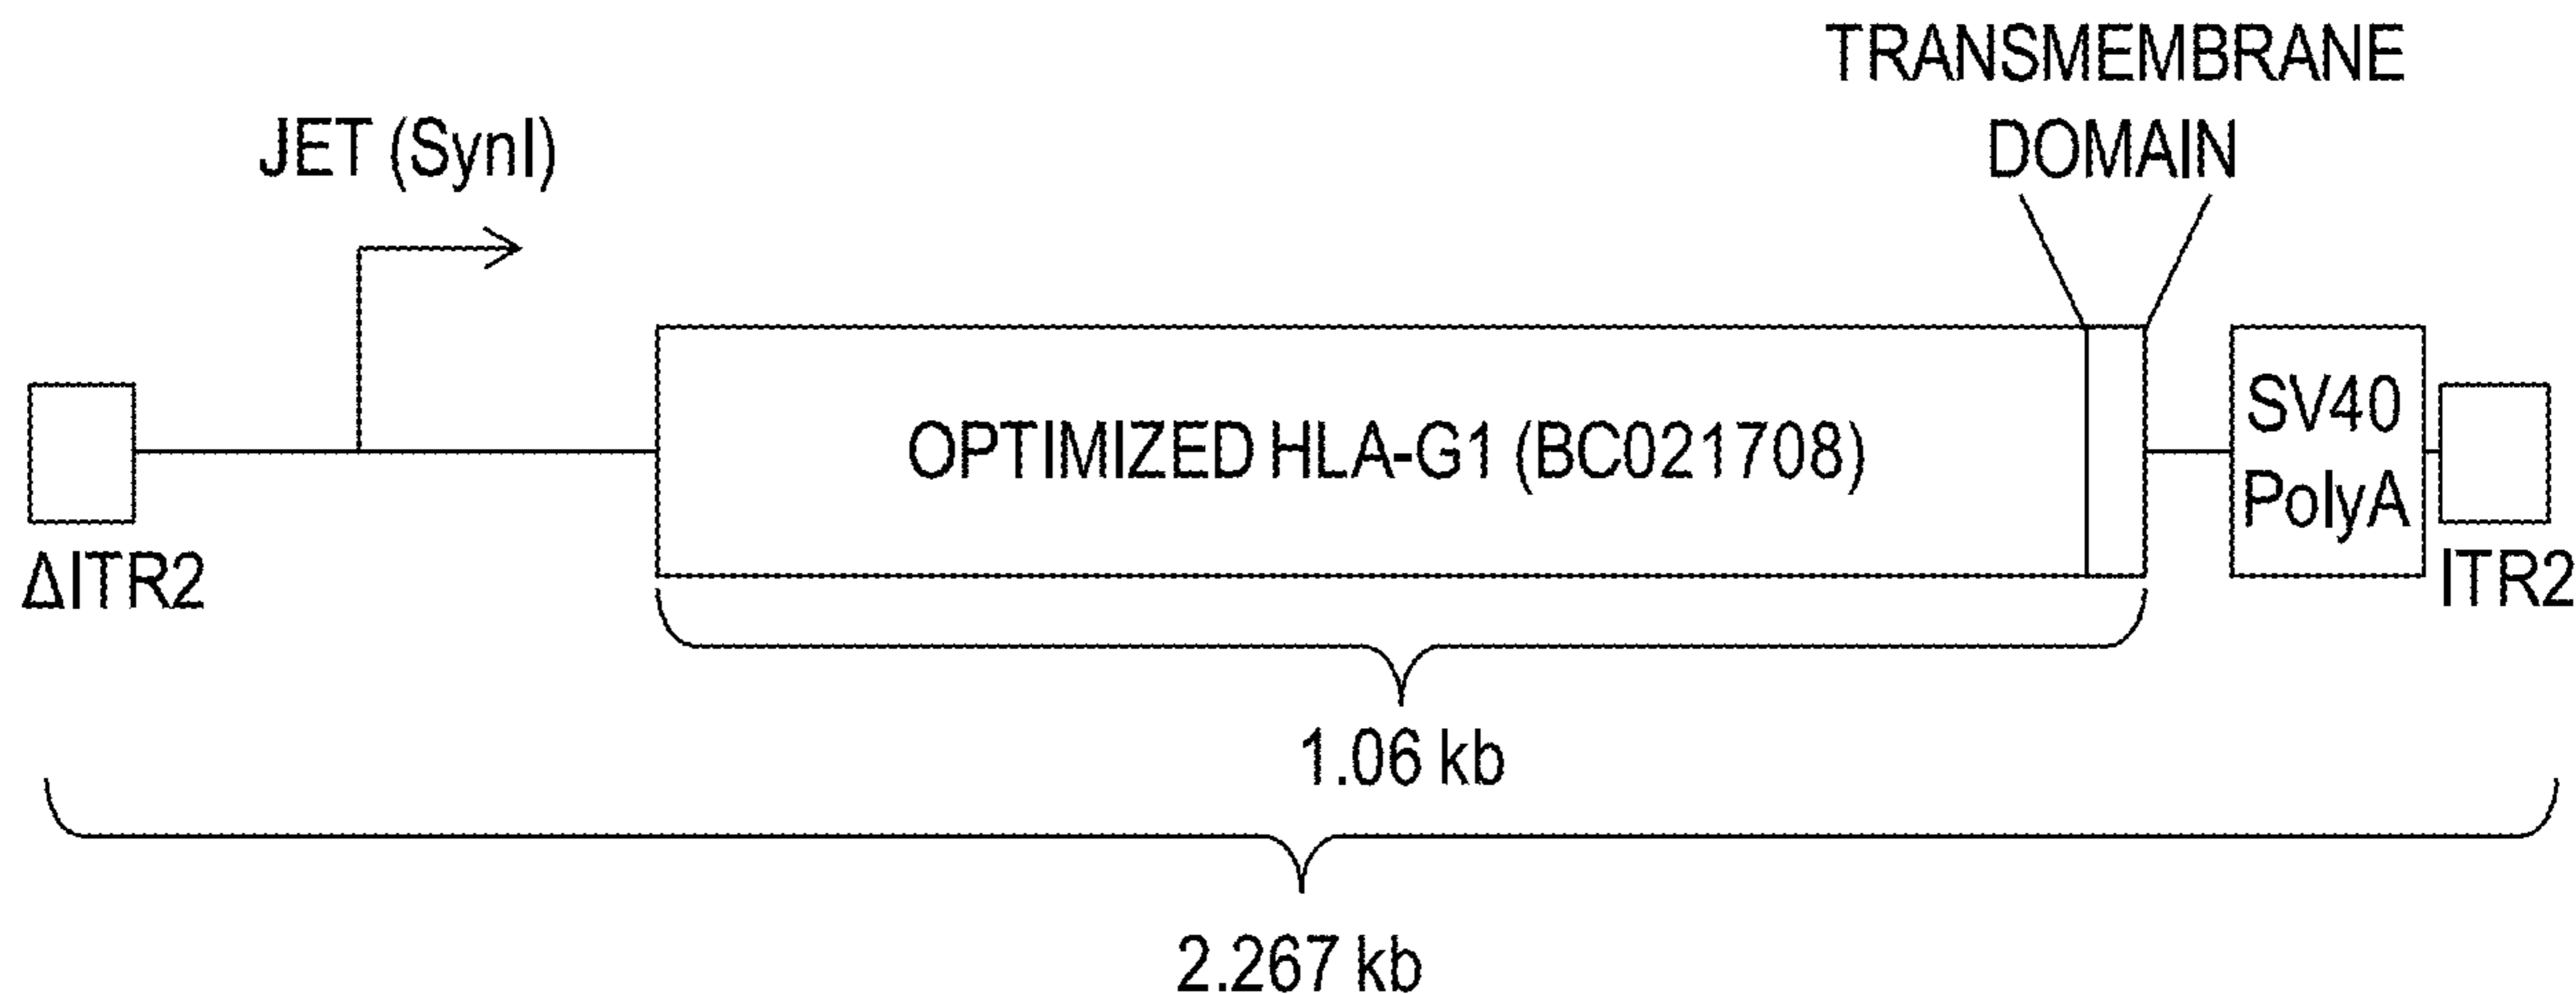 TRANSMEMBRANE
DOMAIN
JET (SynI)
OPTIMIZED HLA-G1 (BC021708)
SV40
PolyA
ΔITR2
ITR2
1.06 kb
2.267 kb